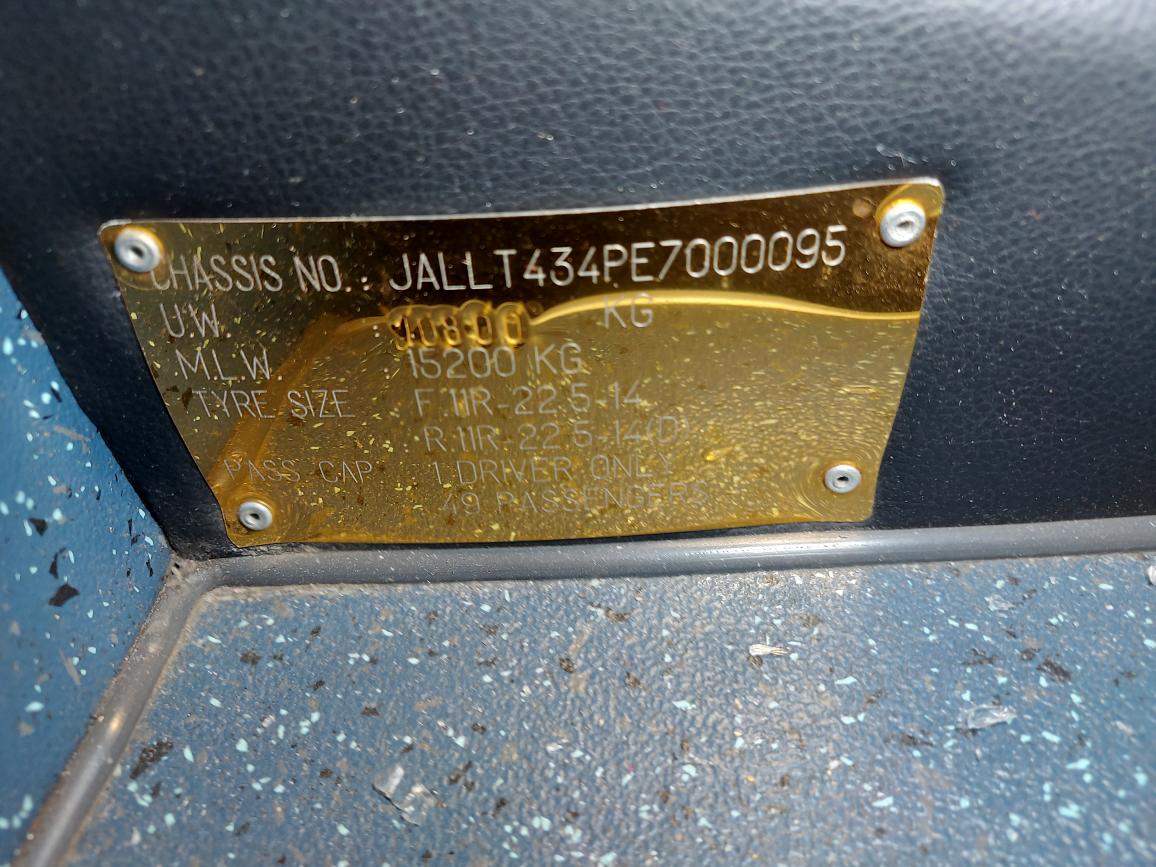 CHASSIS NO. : JALLT434PE7000095
U.W. 10800 KG
M.L.W. 15200 KG
TYRE SIZE F.11R-22.5-14
R.11R-22.5-14(D)
PASS. CAP 1 DRIVER ONLY
49 PASSENGERS